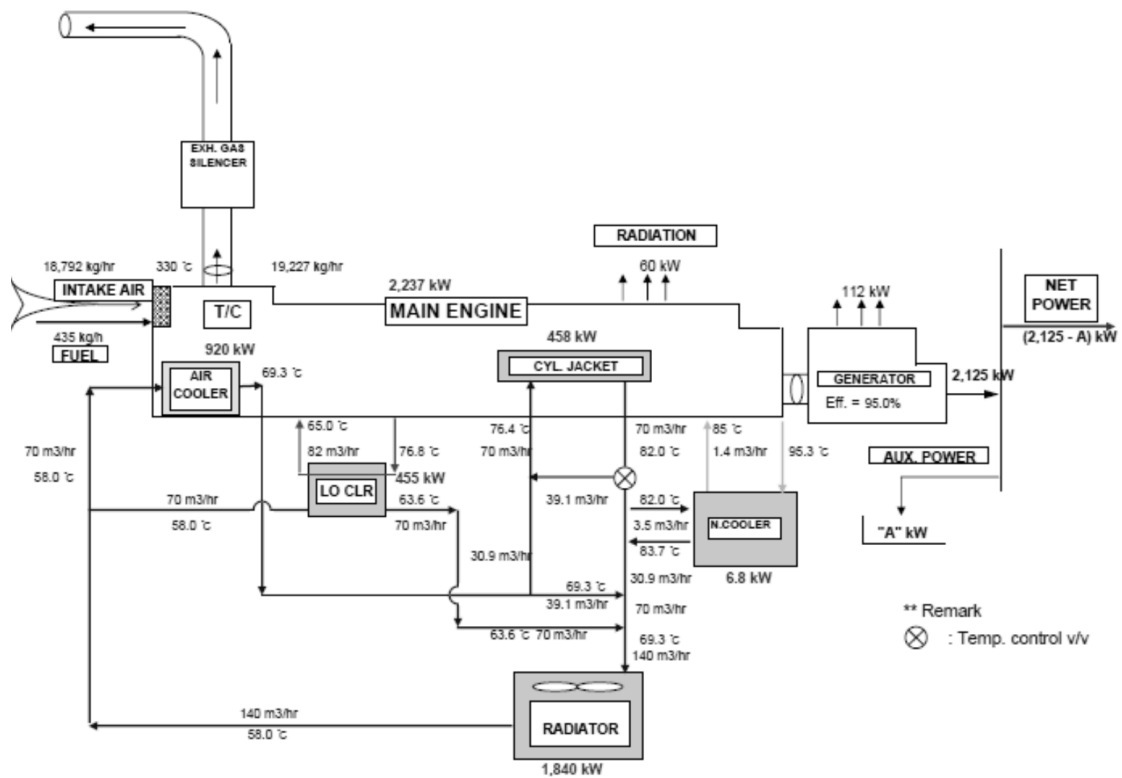 EXH. GAS
SILENCER
RADIATION
18,792 kg/hr
330 ℃
19,227 kg/hr
60 kW
INTAKE AIR
2,237 kW
112 kW
NET
POWER
T/C
MAIN ENGINE
(2,125 - A) kW
435 kg/h
FUEL
920 kW
458 kW
AIR
COOLER
69.3 ℃
CYL. JACKET
GENERATOR
2,125 kW
Eff. = 95.0%
65.0 ℃
76.4 ℃
70 m3/hr
85 ℃
70 m3/hr
58.0 ℃
82 m3/hr
76.8 ℃
70 m3/hr
82.0 ℃
1.4 m3/hr
95.3 ℃
AUX. POWER
455 kW
LO CLR
70 m3/hr
58.0 ℃
63.6 ℃
70 m3/hr
39.1 m3/hr
82.0 ℃
3.5 m3/hr
83.7 ℃
N.COOLER
"A" kW
30.9 m3/hr
30.9 m3/hr
6.8 kW
69.3 ℃
39.1 m3/hr
70 m3/hr
63.6 ℃ 70 m3/hr
69.3 ℃
140 m3/hr
** Remark
: Temp. control v/v
140 m3/hr
58.0 ℃
RADIATOR
1,840 kW